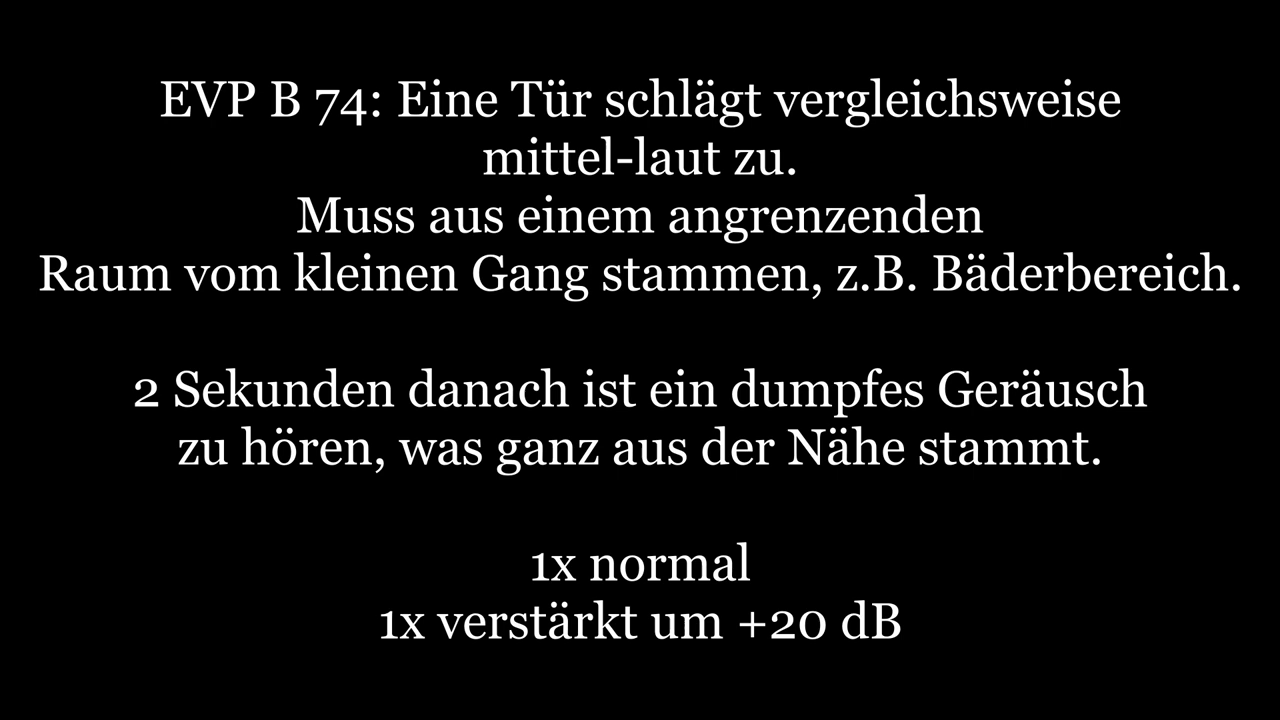 EVP B 74: Eine Tür schlägt vergleichsweise
mittel-laut zu.
Muss aus einem angrenzenden
Raum vom kleinen Gang stammen, z.B. Bäderbereich.
2 Sekunden danach ist ein dumpfes Geräusch
zu hören, was ganz aus der Nähe stammt.
1x normal
1x verstärkt um +20 dB